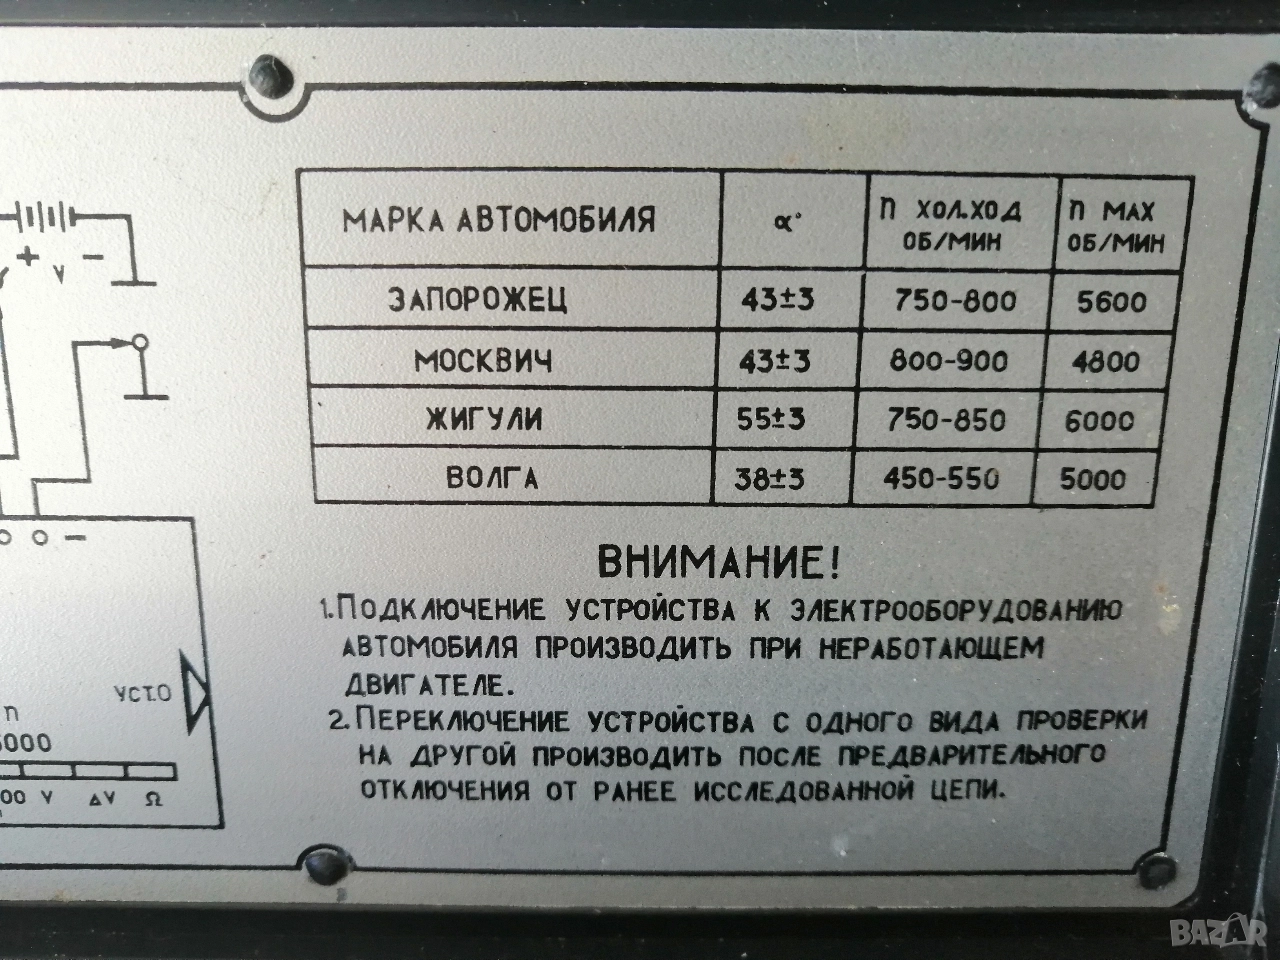 МАРКА АВТОМОБИЛЯ α° n ХОЛ.ХОД ОБ/МИН n MAX ОБ/МИН
ЗАПОРОЖЕЦ 43±3 750-800 5600
МОСКВИЧ 43±3 800-900 4800
ЖИГУЛИ 55±3 750-850 6000
ВОЛГА 38±3 450-550 5000
ВНИМАНИЕ!
1. ПОДКЛЮЧЕНИЕ УСТРОЙСТВА К ЭЛЕКТРООБОРУДОВАНИЮ
АВТОМОБИЛЯ ПРОИЗВОДИТЬ ПРИ НЕРАБОТАЮЩЕМ
ДВИГАТЕЛЕ.
2. ПЕРЕКЛЮЧЕНИЕ УСТРОЙСТВА С ОДНОГО ВИДА ПРОВЕРКИ
НА ДРУГОЙ ПРОИЗВОДИТЬ ПОСЛЕ ПРЕДВАРИТЕЛЬНОГО
ОТКЛЮЧЕНИЯ ОТ РАНЕЕ ИССЛЕДОВАННОЙ ЦЕПИ.
+ V −
−
УСТ.О
n
V ΔV Ω
BAZAR